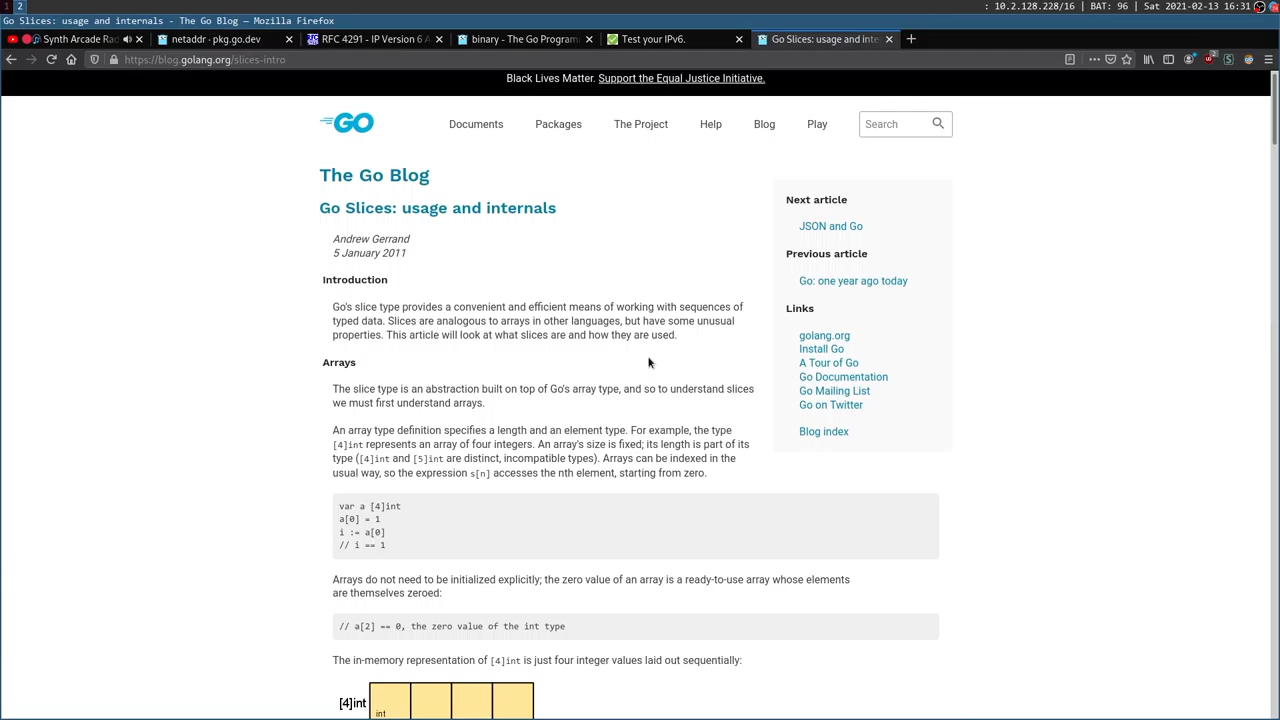 1 2
: 10.2.128.228/16 | BAT: 96 | Sat 2021-02-13 16:31
Go Slices: usage and internals - The Go Blog — Mozilla Firefox
Synth Arcade Rad
netaddr · pkg.go.dev
RFC 4291 - IP Version 6 A
binary - The Go Program
Test your IPv6.
Go Slices: usage and inte
https://blog.golang.org/slices-intro
Black Lives Matter. Support the Equal Justice Initiative.
GO
Documents
Packages
The Project
Help
Blog
Play
Search
The Go Blog
Go Slices: usage and internals
Andrew Gerrand
5 January 2011
Introduction
Go's slice type provides a convenient and efficient means of working with sequences of
typed data. Slices are analogous to arrays in other languages, but have some unusual
properties. This article will look at what slices are and how they are used.
Arrays
The slice type is an abstraction built on top of Go's array type, and so to understand slices
we must first understand arrays.
An array type definition specifies a length and an element type. For example, the type
[4]int represents an array of four integers. An array's size is fixed; its length is part of its
type ([4]int and [5]int are distinct, incompatible types). Arrays can be indexed in the
usual way, so the expression s[n] accesses the nth element, starting from zero.
var a [4]int
a[0] = 1
i := a[0]
// i == 1
Arrays do not need to be initialized explicitly; the zero value of an array is a ready-to-use array whose elements
are themselves zeroed:
// a[2] == 0, the zero value of the int type
The in-memory representation of [4]int is just four integer values laid out sequentially:
[4]int
int
Next article
JSON and Go
Previous article
Go: one year ago today
Links
golang.org
Install Go
A Tour of Go
Go Documentation
Go Mailing List
Go on Twitter
Blog index